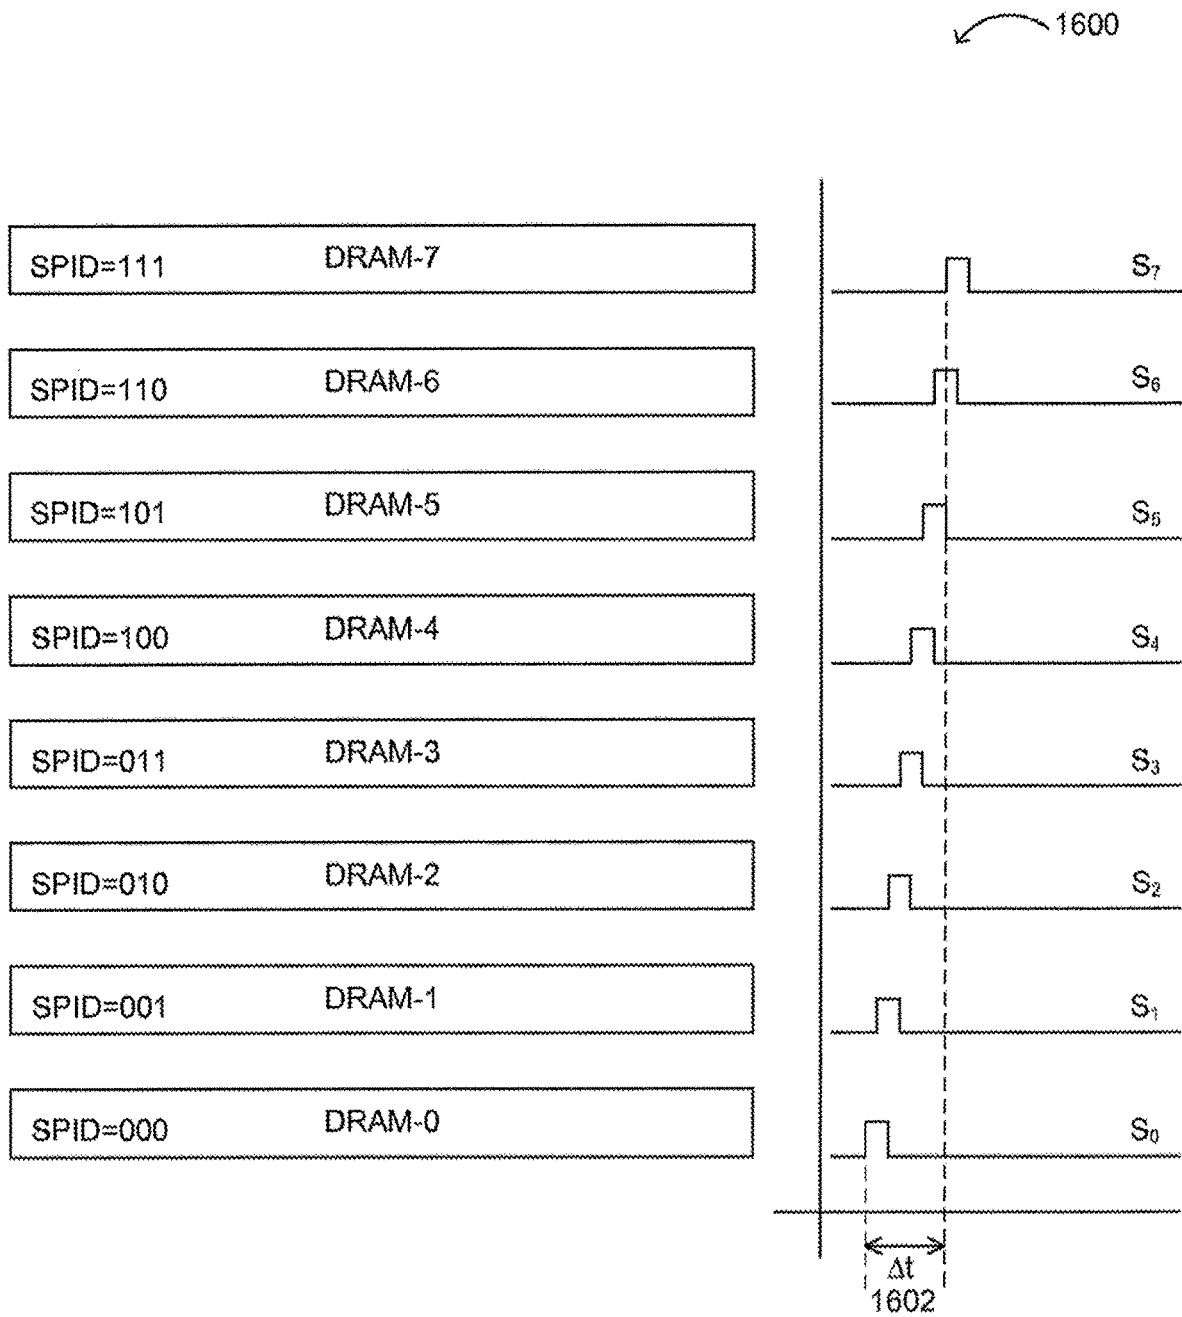 1600
SPID=111 DRAM-7 S₇
SPID=110 DRAM-6 S₆
SPID=101 DRAM-5 S₅
SPID=100 DRAM-4 S₄
SPID=011 DRAM-3 S₃
SPID=010 DRAM-2 S₂
SPID=001 DRAM-1 S₁
SPID=000 DRAM-0 S₀
Δt
1602